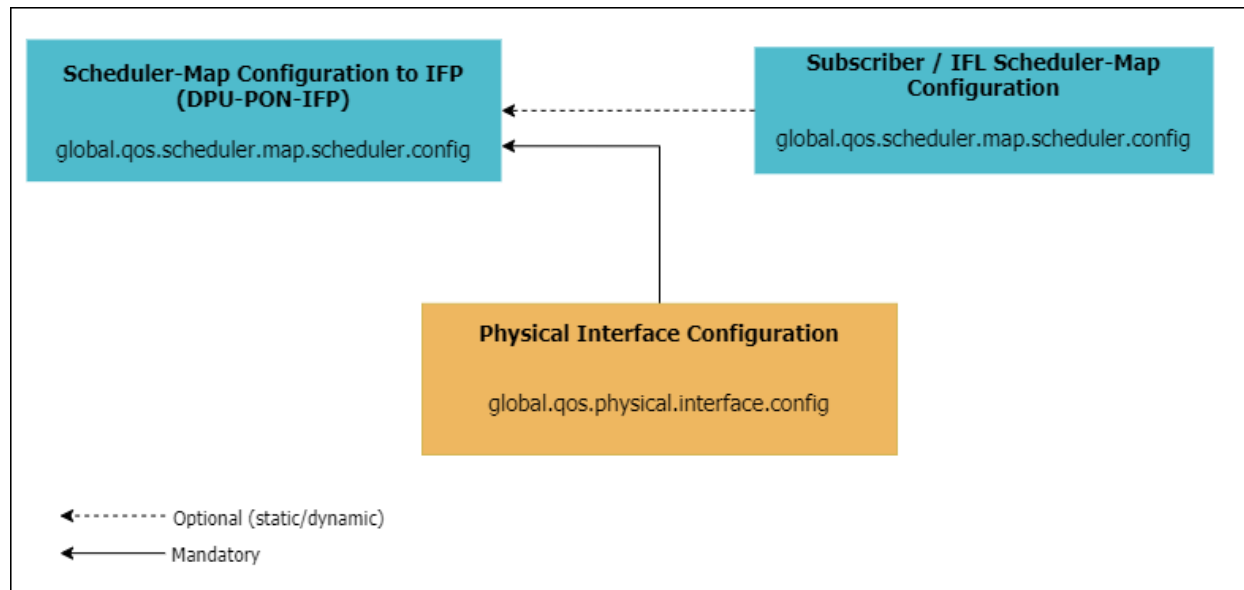 Scheduler-Map Configuration to IFP
(DPU-PON-IFP)
global.qos.scheduler.map.scheduler.config
Subscriber / IFL Scheduler-Map
Configuration
global.qos.scheduler.map.scheduler.config
Physical Interface Configuration
global.qos.physical.interface.config
Optional (static/dynamic)
Mandatory